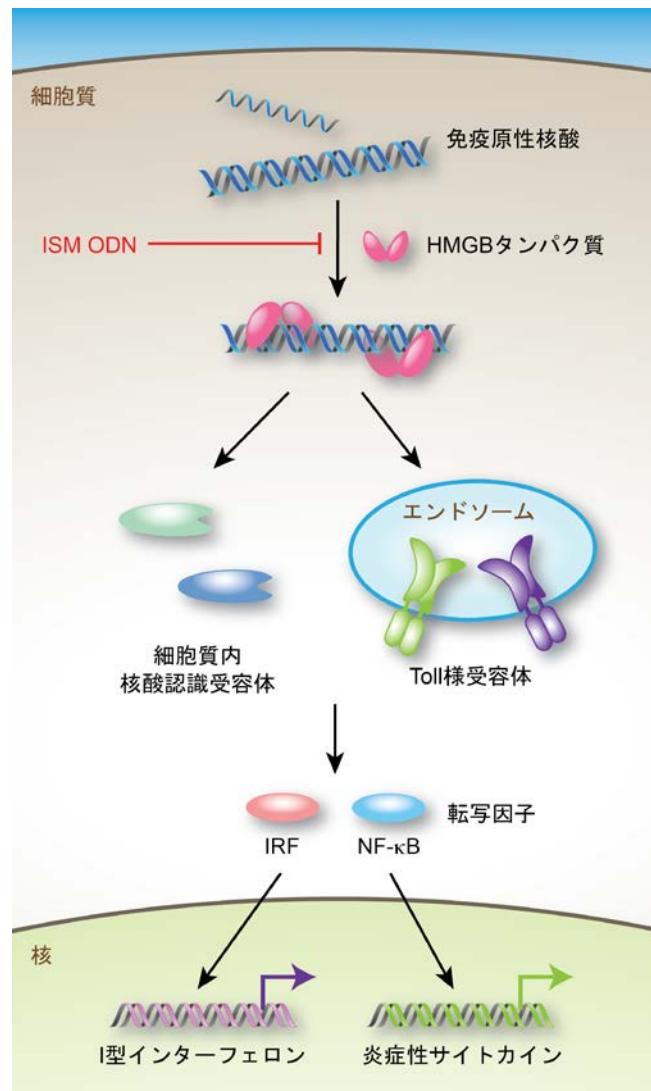 細胞質
免疫原性核酸
ISM ODN
HMGBタンパク質
エンドソーム
細胞質内
核酸認識受容体
Toll様受容体
転写因子
IRF
NF-κB
核
I型インターフェロン
炎症性サイトカイン